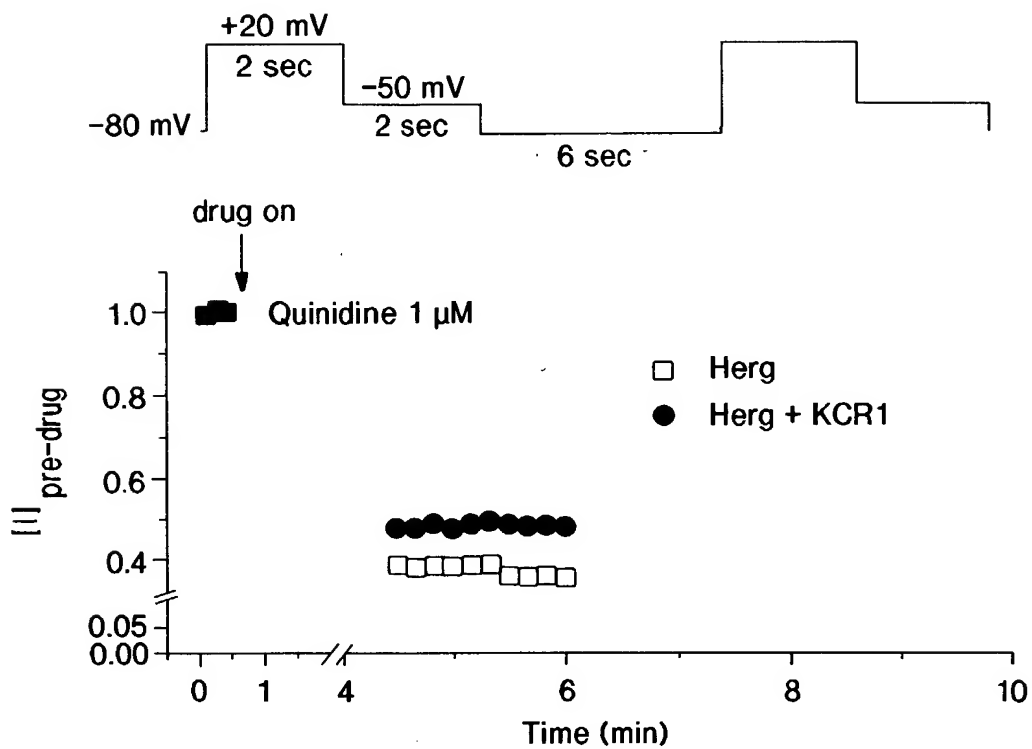 +20 mV
2 sec
−50 mV
−80 mV
2 sec
6 sec
drug on
1.0
Quinidine 1 µM
Herg
0.8
Herg + KCR1
[I] pre-drug
0.6
0.4
0.05
0.00
0 1 4 6 8 10
Time (min)